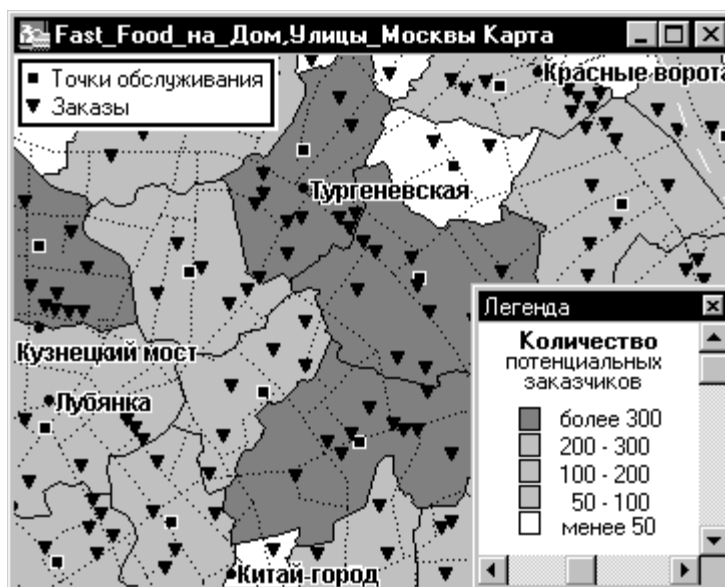 Fast_Food_на_Дом,Улицы_Москвы Карта
Точки обслуживания
Заказы
Красные ворота
Тургеневская
Кузнецкий мост
Лубянка
Китай-город
Легенда
Количество
потенциальных
заказчиков
более 300
200 - 300
100 - 200
50 - 100
менее 50